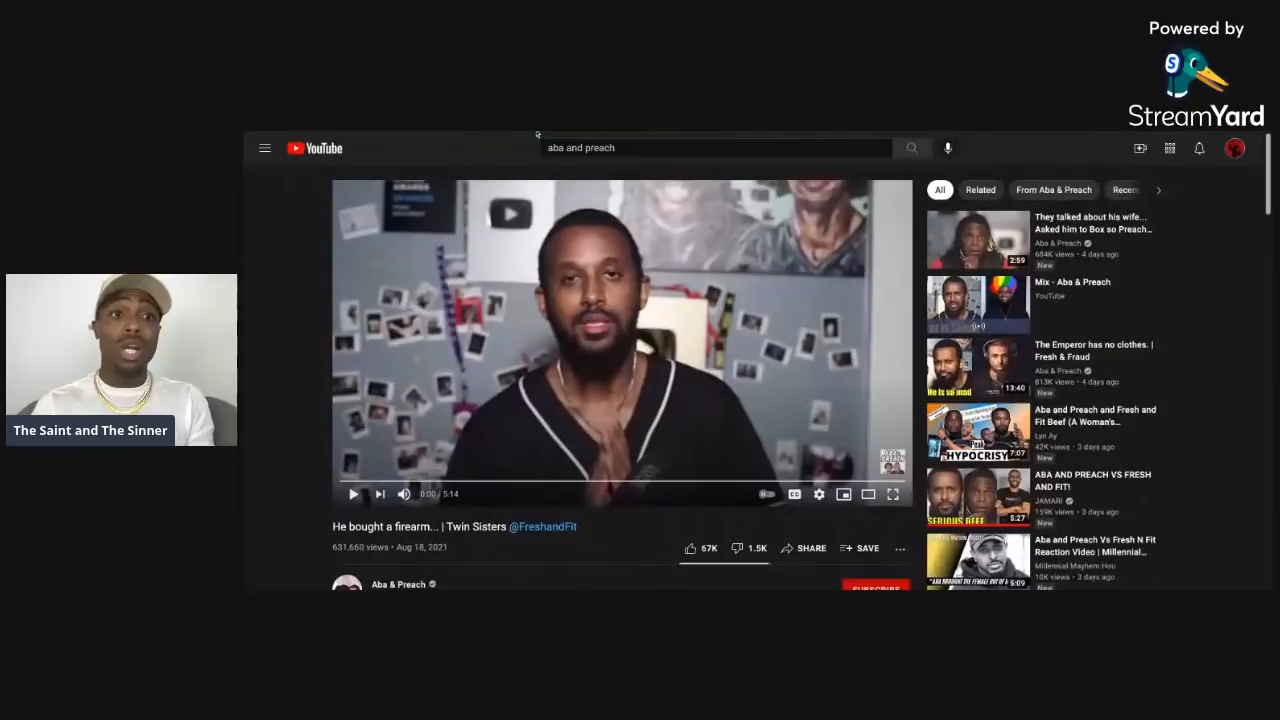 Powered by
StreamYard
YouTube
aba and preach
All
Related
From Aba & Preach
Recen
They talked about his wife...
Asked him to Box so Preach...
Aba & Preach
684K views • 4 days ago
New
2:59
Mix - Aba & Preach
YouTube
The Emperor has no clothes. |
Fresh & Fraud
Aba & Preach
813K views • 4 days ago
New
He is so mad
13:40
Aba and Preach and Fresh and
Fit Beef (A Woman's...
Lyn Ay
42K views • 3 days ago
New
HYPOCRISY
7:07
ABA AND PREACH VS FRESH
AND FIT!
JAMARI
159K views • 3 days ago
New
SERIOUS BEEF
5:27
Aba and Preach Vs Fresh N Fit
Reaction Video | Millennial...
Millennial Mayhem Hou
10K views • 3 days ago
New
5:09
The Saint and The Sinner
0:00 / 5:14
CC
He bought a firearm... | Twin Sisters @FreshandFit
631,660 views • Aug 18, 2021
67K
1.5K
SHARE
SAVE
Aba & Preach
SUBSCRIBE